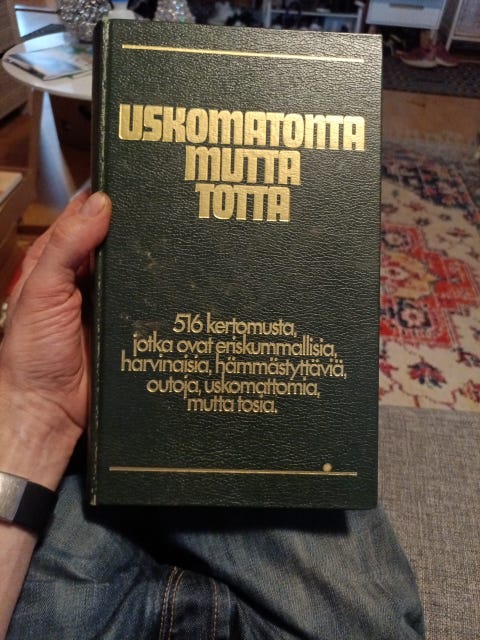 USKOMATONTA
MUTTA
TOTTA
516 kertomusta,
jotka ovat eriskummallisia,
harvinaisia, hämmästyttäviä,
outoja, uskomattomia,
mutta tosia.